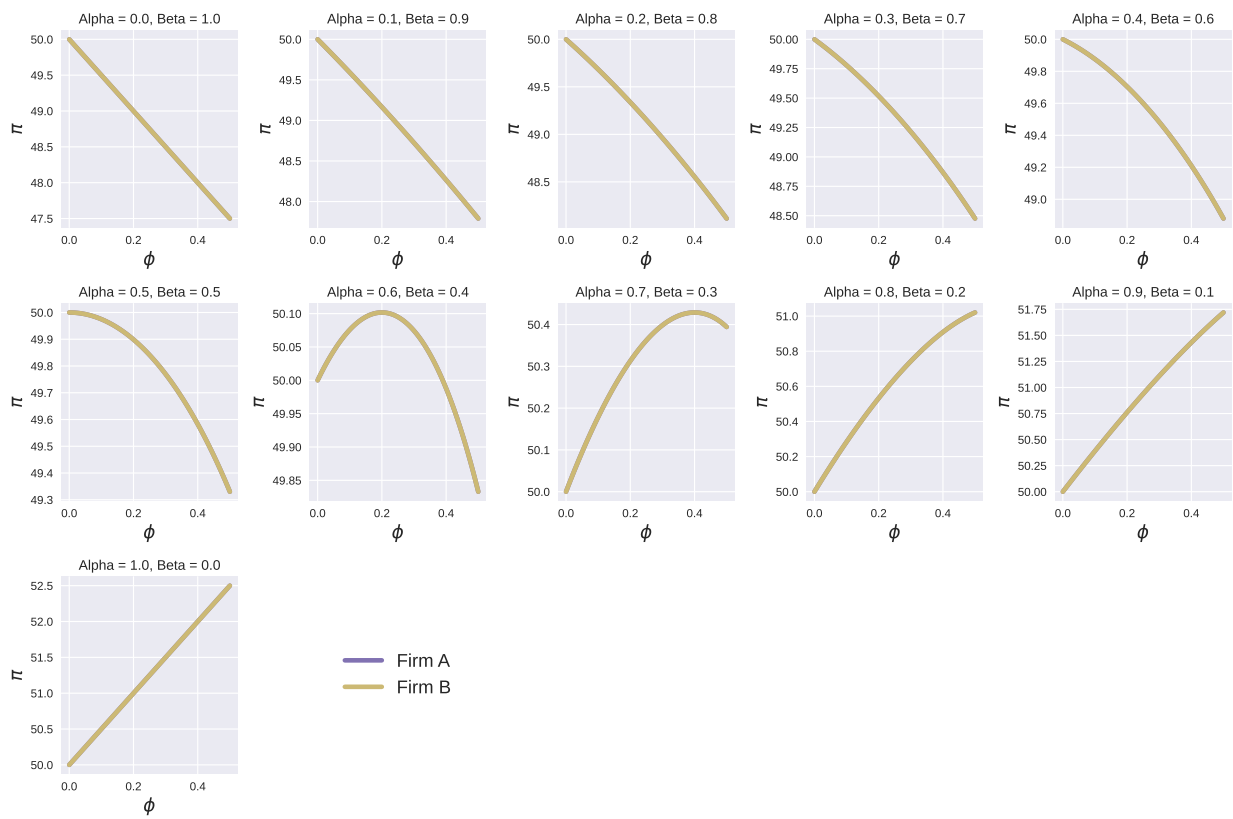 Alpha = 0.0, Beta = 1.0
50.0
49.5
49.0
48.5
48.0
47.5
π
0.0 0.2 0.4
ϕ
Alpha = 0.1, Beta = 0.9
50.0
49.5
49.0
48.5
48.0
π
0.0 0.2 0.4
ϕ
Alpha = 0.2, Beta = 0.8
50.0
49.5
49.0
48.5
π
0.0 0.2 0.4
ϕ
Alpha = 0.3, Beta = 0.7
50.00
49.75
49.50
49.25
49.00
48.75
48.50
π
0.0 0.2 0.4
ϕ
Alpha = 0.4, Beta = 0.6
50.0
49.8
49.6
49.4
49.2
49.0
π
0.0 0.2 0.4
ϕ
Alpha = 0.5, Beta = 0.5
50.0
49.9
49.8
49.7
49.6
49.5
49.4
49.3
π
0.0 0.2 0.4
ϕ
Alpha = 0.6, Beta = 0.4
50.10
50.05
50.00
49.95
49.90
49.85
π
0.0 0.2 0.4
ϕ
Alpha = 0.7, Beta = 0.3
50.4
50.3
50.2
50.1
50.0
π
0.0 0.2 0.4
ϕ
Alpha = 0.8, Beta = 0.2
51.0
50.8
50.6
50.4
50.2
50.0
π
0.0 0.2 0.4
ϕ
Alpha = 0.9, Beta = 0.1
51.75
51.50
51.25
51.00
50.75
50.50
50.25
50.00
π
0.0 0.2 0.4
ϕ
Alpha = 1.0, Beta = 0.0
52.5
52.0
51.5
51.0
50.5
50.0
π
0.0 0.2 0.4
ϕ
Firm A
Firm B